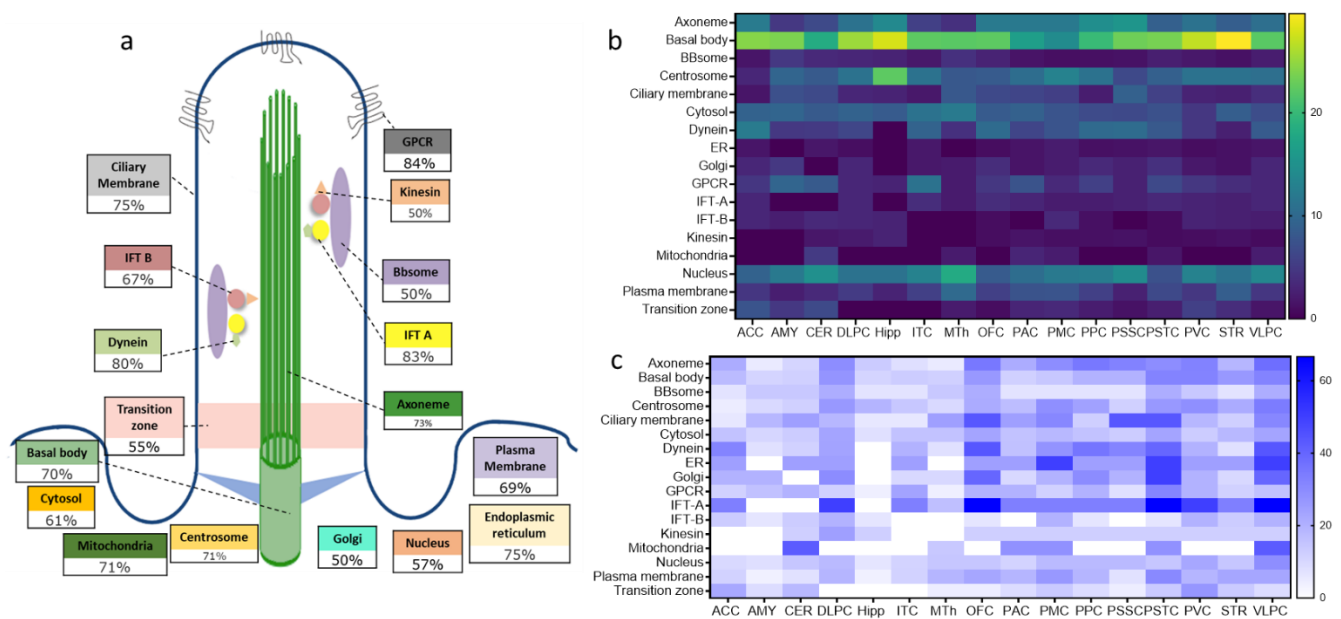 a
GPCR
84%
Ciliary
Membrane
75%
Kinesin
50%
IFT B
67%
Bbsome
50%
Dynein
80%
IFT A
83%
Transition
zone
55%
Axoneme
73%
Basal body
70%
Plasma
Membrane
69%
Cytosol
61%
Centrosome
71%
Golgi
50%
Nucleus
57%
Endoplasmic
reticulum
75%
Mitochondria
71%
b
Axoneme
Basal body
BBsome
Centrosome
Ciliary membrane
Cytosol
Dynein
ER
Golgi
GPCR
IFT-A
IFT-B
Kinesin
Mitochondria
Nucleus
Plasma membrane
Transition zone
ACC AMY CER DLPC Hipp ITC MTh OFC PAC PMC PPC PSSC PSTC PVC STR VLPC
20
10
0
c
Axoneme
Basal body
BBsome
Centrosome
Ciliary membrane
Cytosol
Dynein
ER
Golgi
GPCR
IFT-A
IFT-B
Kinesin
Mitochondria
Nucleus
Plasma membrane
Transition zone
ACC AMY CER DLPC Hipp ITC MTh OFC PAC PMC PPC PSSC PSTC PVC STR VLPC
60
40
20
0